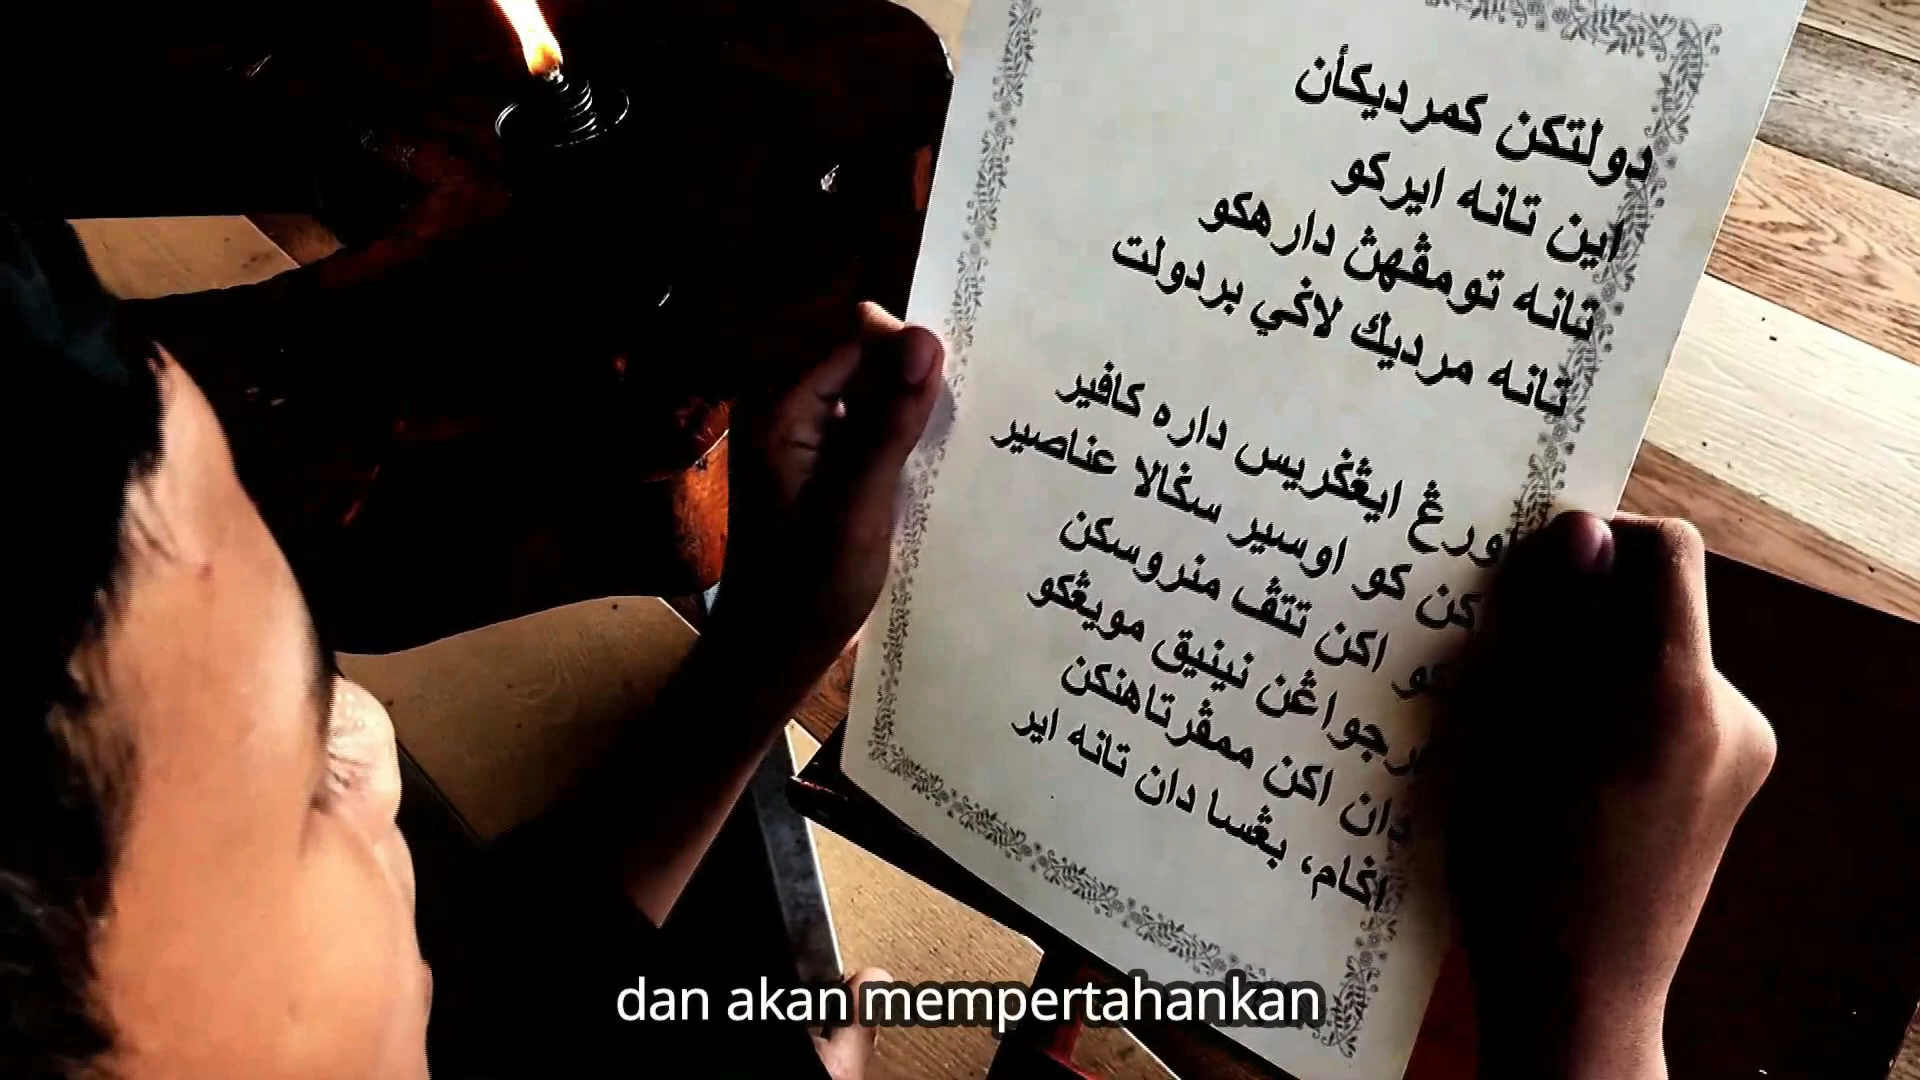 دولتكن كمرديكأن
اين تانه ايركو
تانه تومڤهڽ دارهكو
تانه مرديك لاڬي بردولت
اورڠ ايڠڬريس داره كافير
كن كو اوسير سڬالا عناصير
كو اكن تتڤ منروسكن
رجواڠن نينيق مويڠكو
دان اكن ممڤرتاهنكن
اڬام، بڠسا دان تانه اير
dan akan mempertahankan